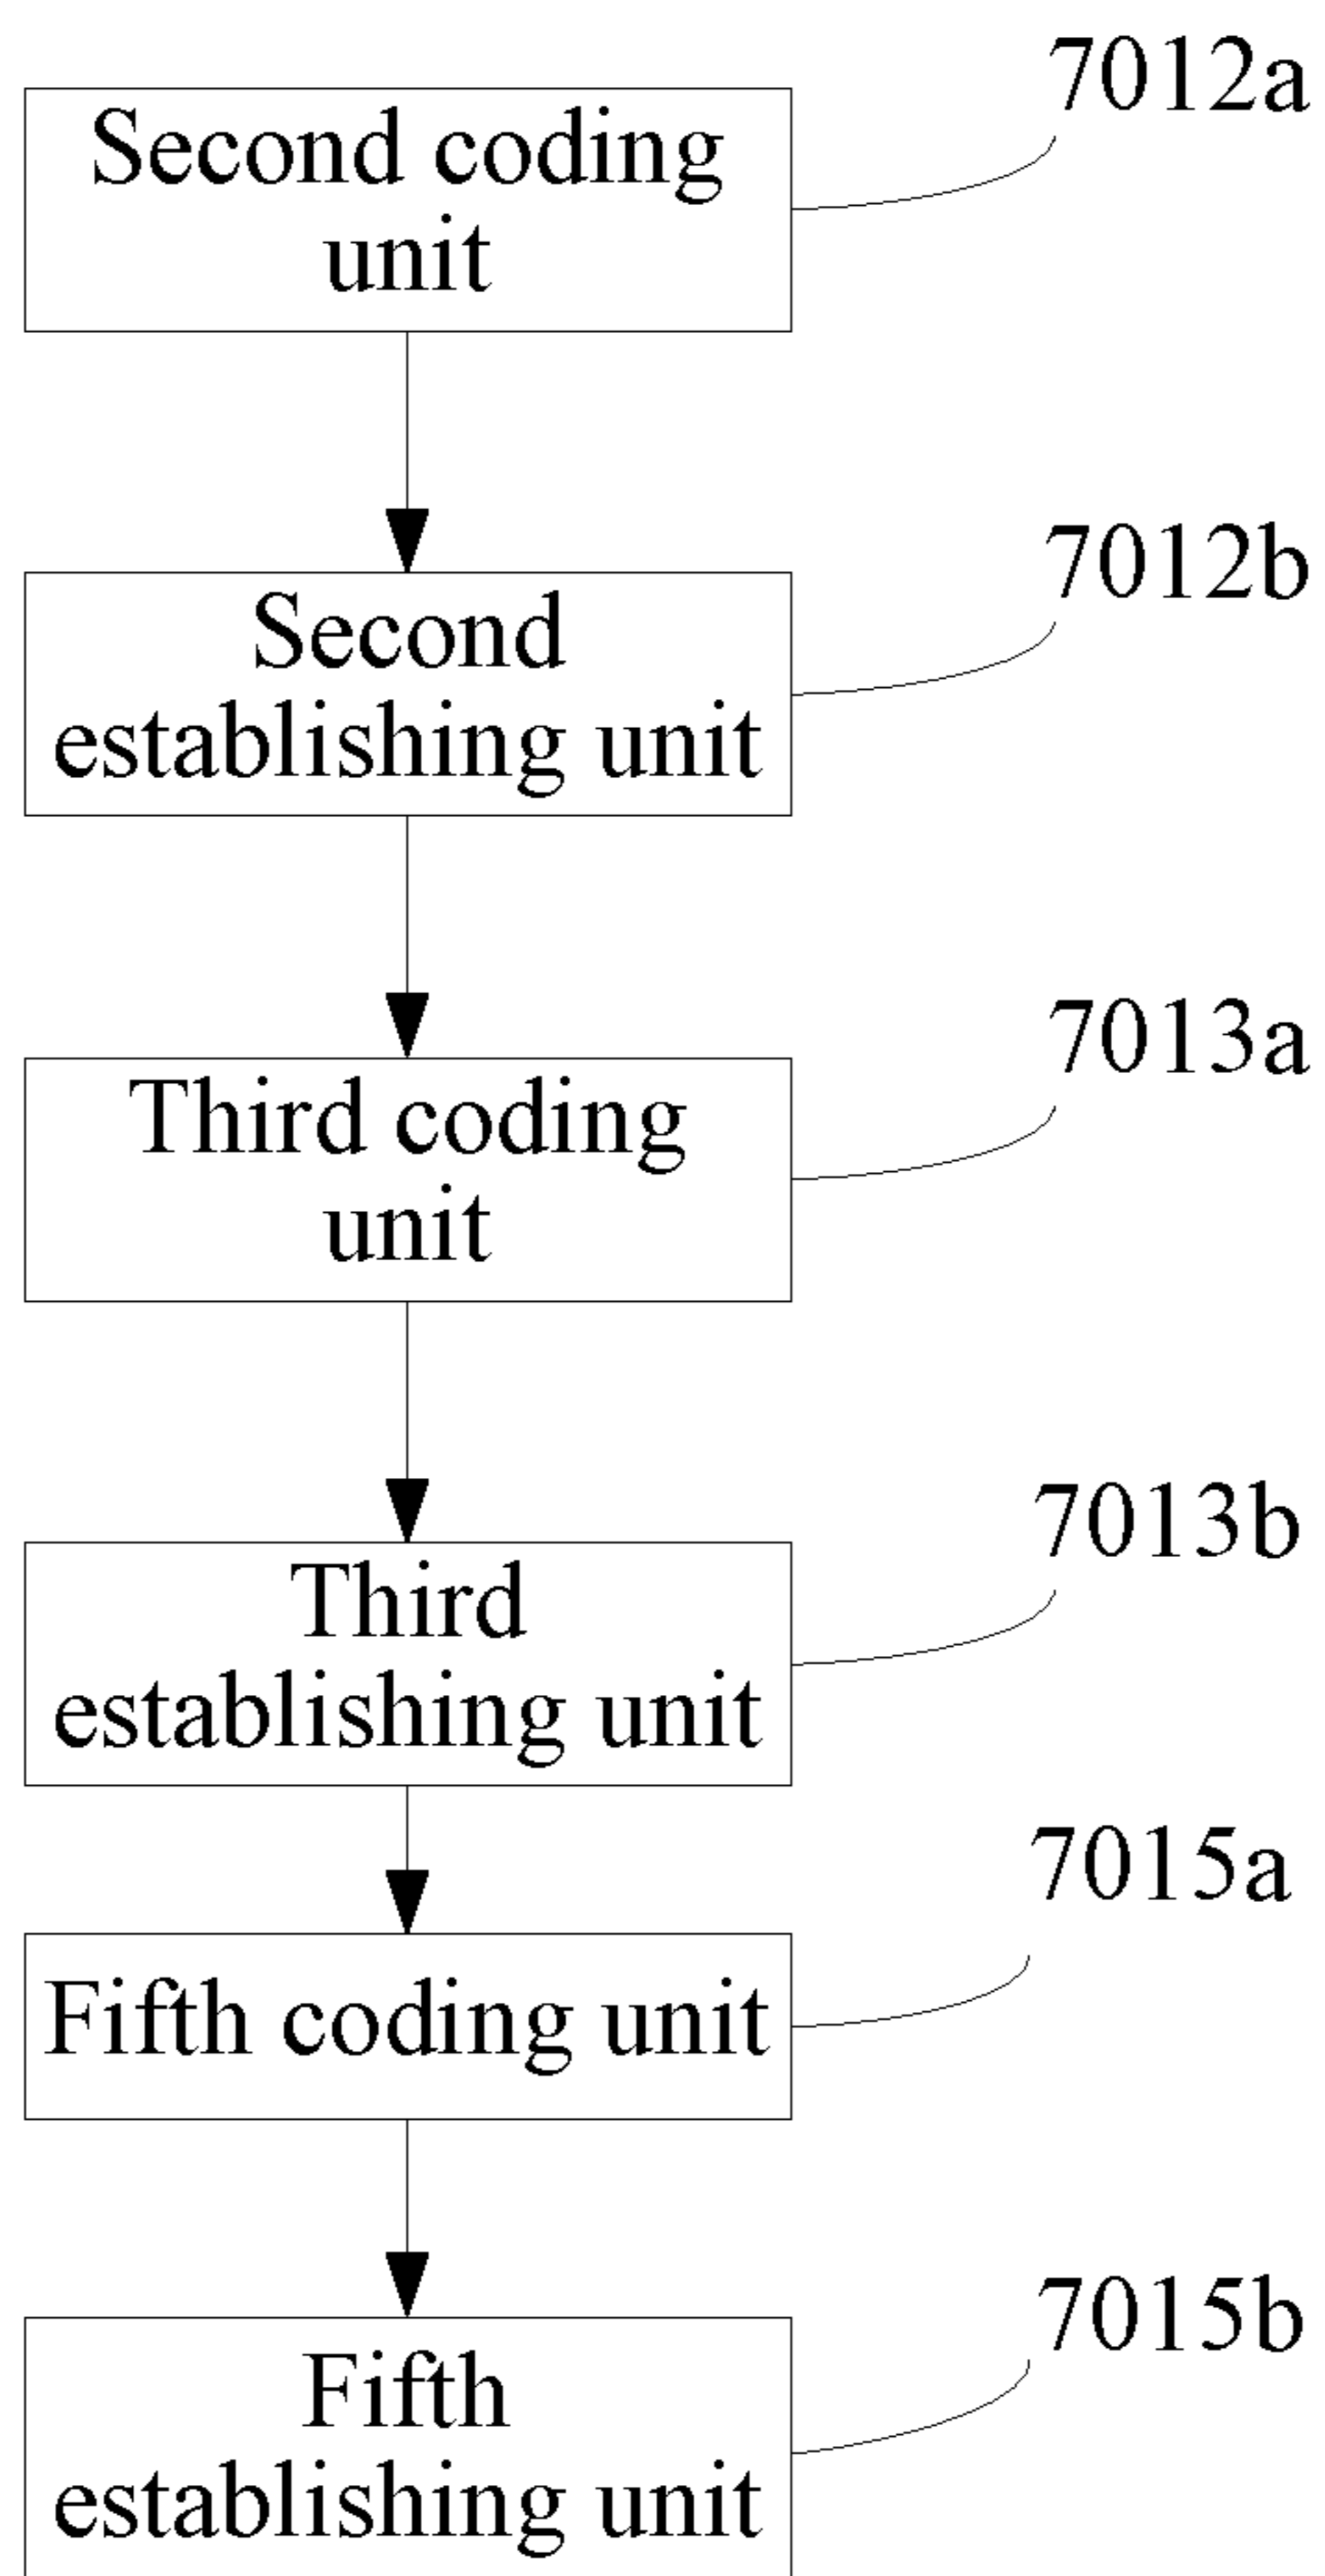 7012a
Second coding
unit
7012b
Second
establishing unit
7013a
Third coding
unit
7013b
Third
establishing unit
7015a
Fifth coding unit
7015b
Fifth
establishing unit